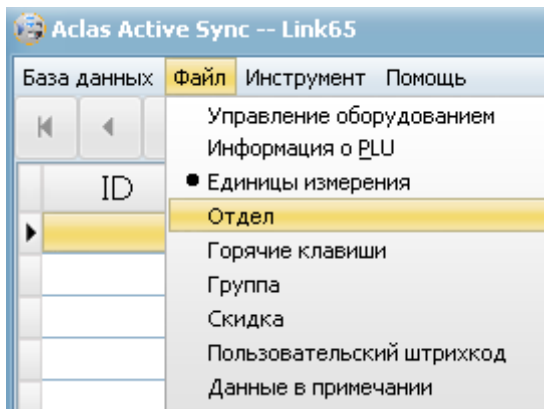 Aclas Active Sync -- Link65
База данных Файл Инструмент Помощь
Управление оборудованием
Информация о PLU
ID
Единицы измерения
Отдел
Горячие клавиши
Группа
Скидка
Пользовательский штрихкод
Данные в примечании